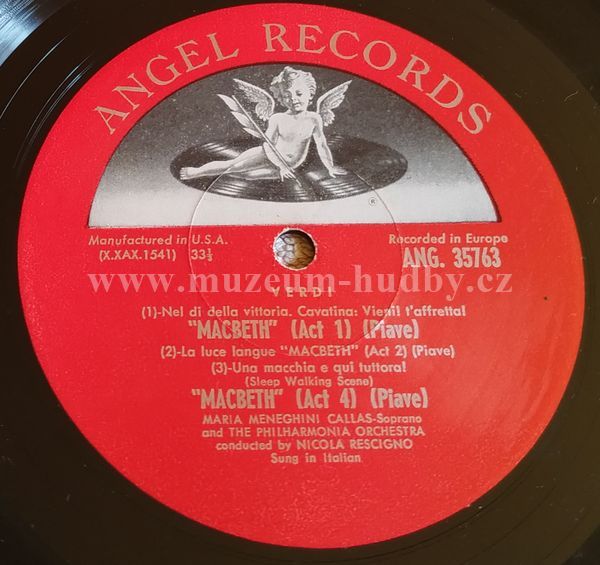 ANGEL RECORDS
®
Manufactured in U.S.A. Recorded in Europe
(X.XAX.1541) 33⅓ ANG. 35763
www.muzeum-hudby.cz
VERDI
(1)-Nel di della vittoria. Cavatina: Vieni! t'affretta!
"MACBETH" (Act 1) (Piave)
(2)-La luce langue "MACBETH" (Act 2) (Piave)
(3)-Una macchia e qui tuttora!
(Sleep Walking Scene)
"MACBETH" (Act 4) (Piave)
MARIA MENEGHINI CALLAS-Soprano
and THE PHILHARMONIA ORCHESTRA
conducted by NICOLA RESCIGNO
Sung in Italian